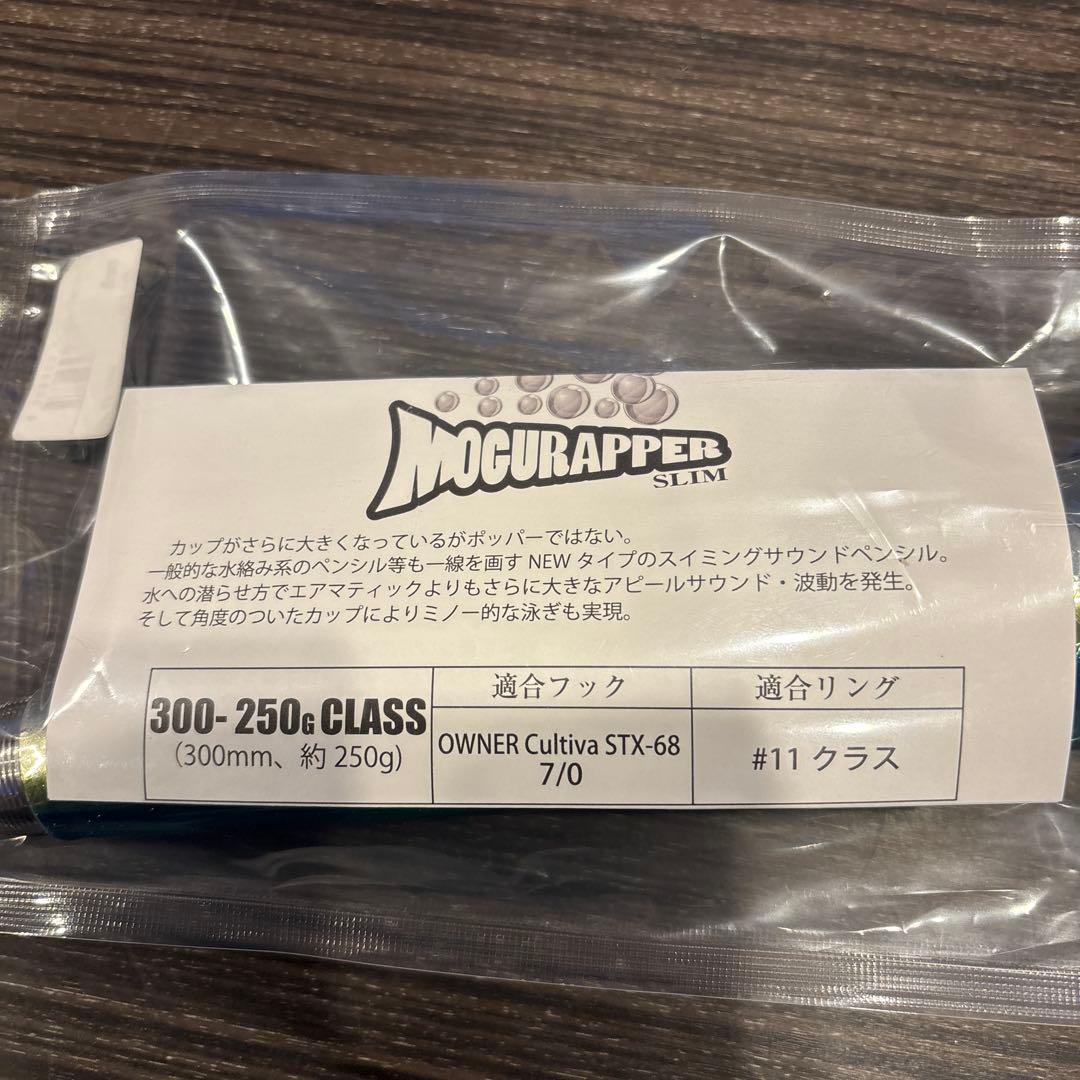 MOGURAPPER
SLIM
カップがさらに大きくなっているがポッパーではない。
一般的な水絡み系のペンシル等も一線を画す NEW タイプのスイミングサウンドペンシル。
水への潜らせ方でエアマティックよりもさらに大きなアピールサウンド・波動を発生。
そして角度のついたカップによりミノー的な泳ぎも実現。
300-250G CLASS
(300mm、約 250g)
適合フック
OWNER Cultiva STX-68
7/0
適合リング
#11 クラス